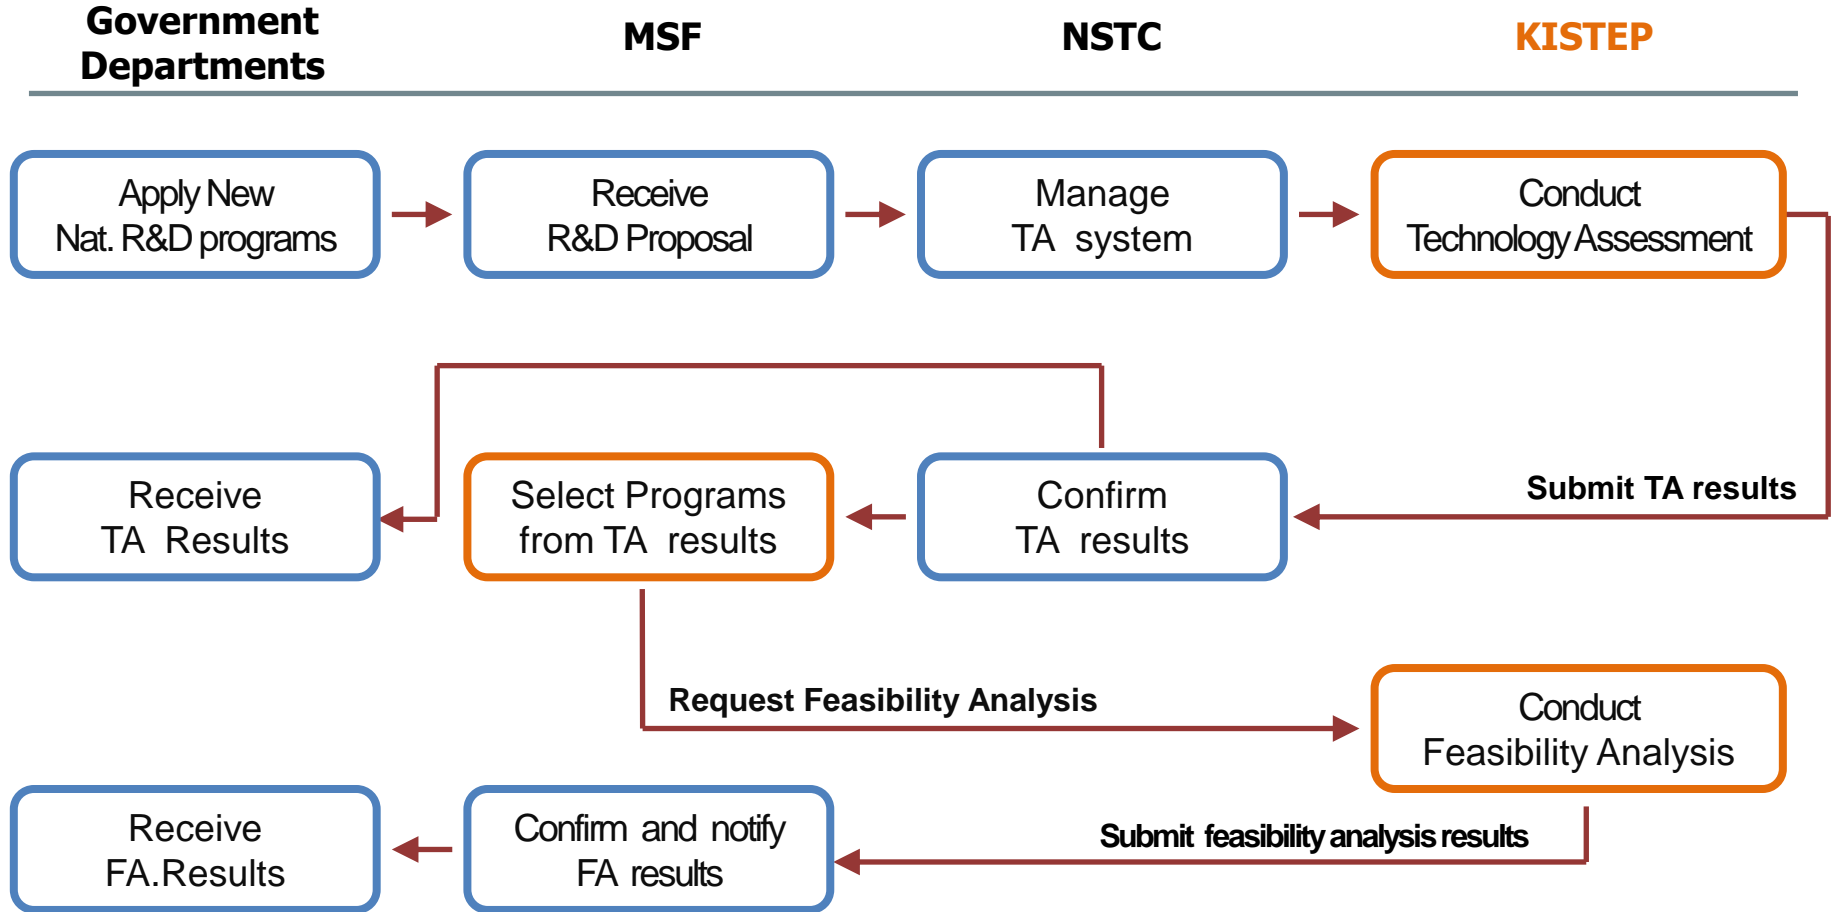 Government
Departments
MSF
NSTC
KISTEP
Apply New
Nat. R&D programs
Receive
R&D Proposal
Manage
TA system
Conduct
Technology Assessment
Receive
TA Results
Select Programs
from TA results
Confirm
TA results
Submit TA results
Request Feasibility Analysis
Conduct
Feasibility Analysis
Receive
FA.Results
Confirm and notify
FA results
Submit feasibility analysis results